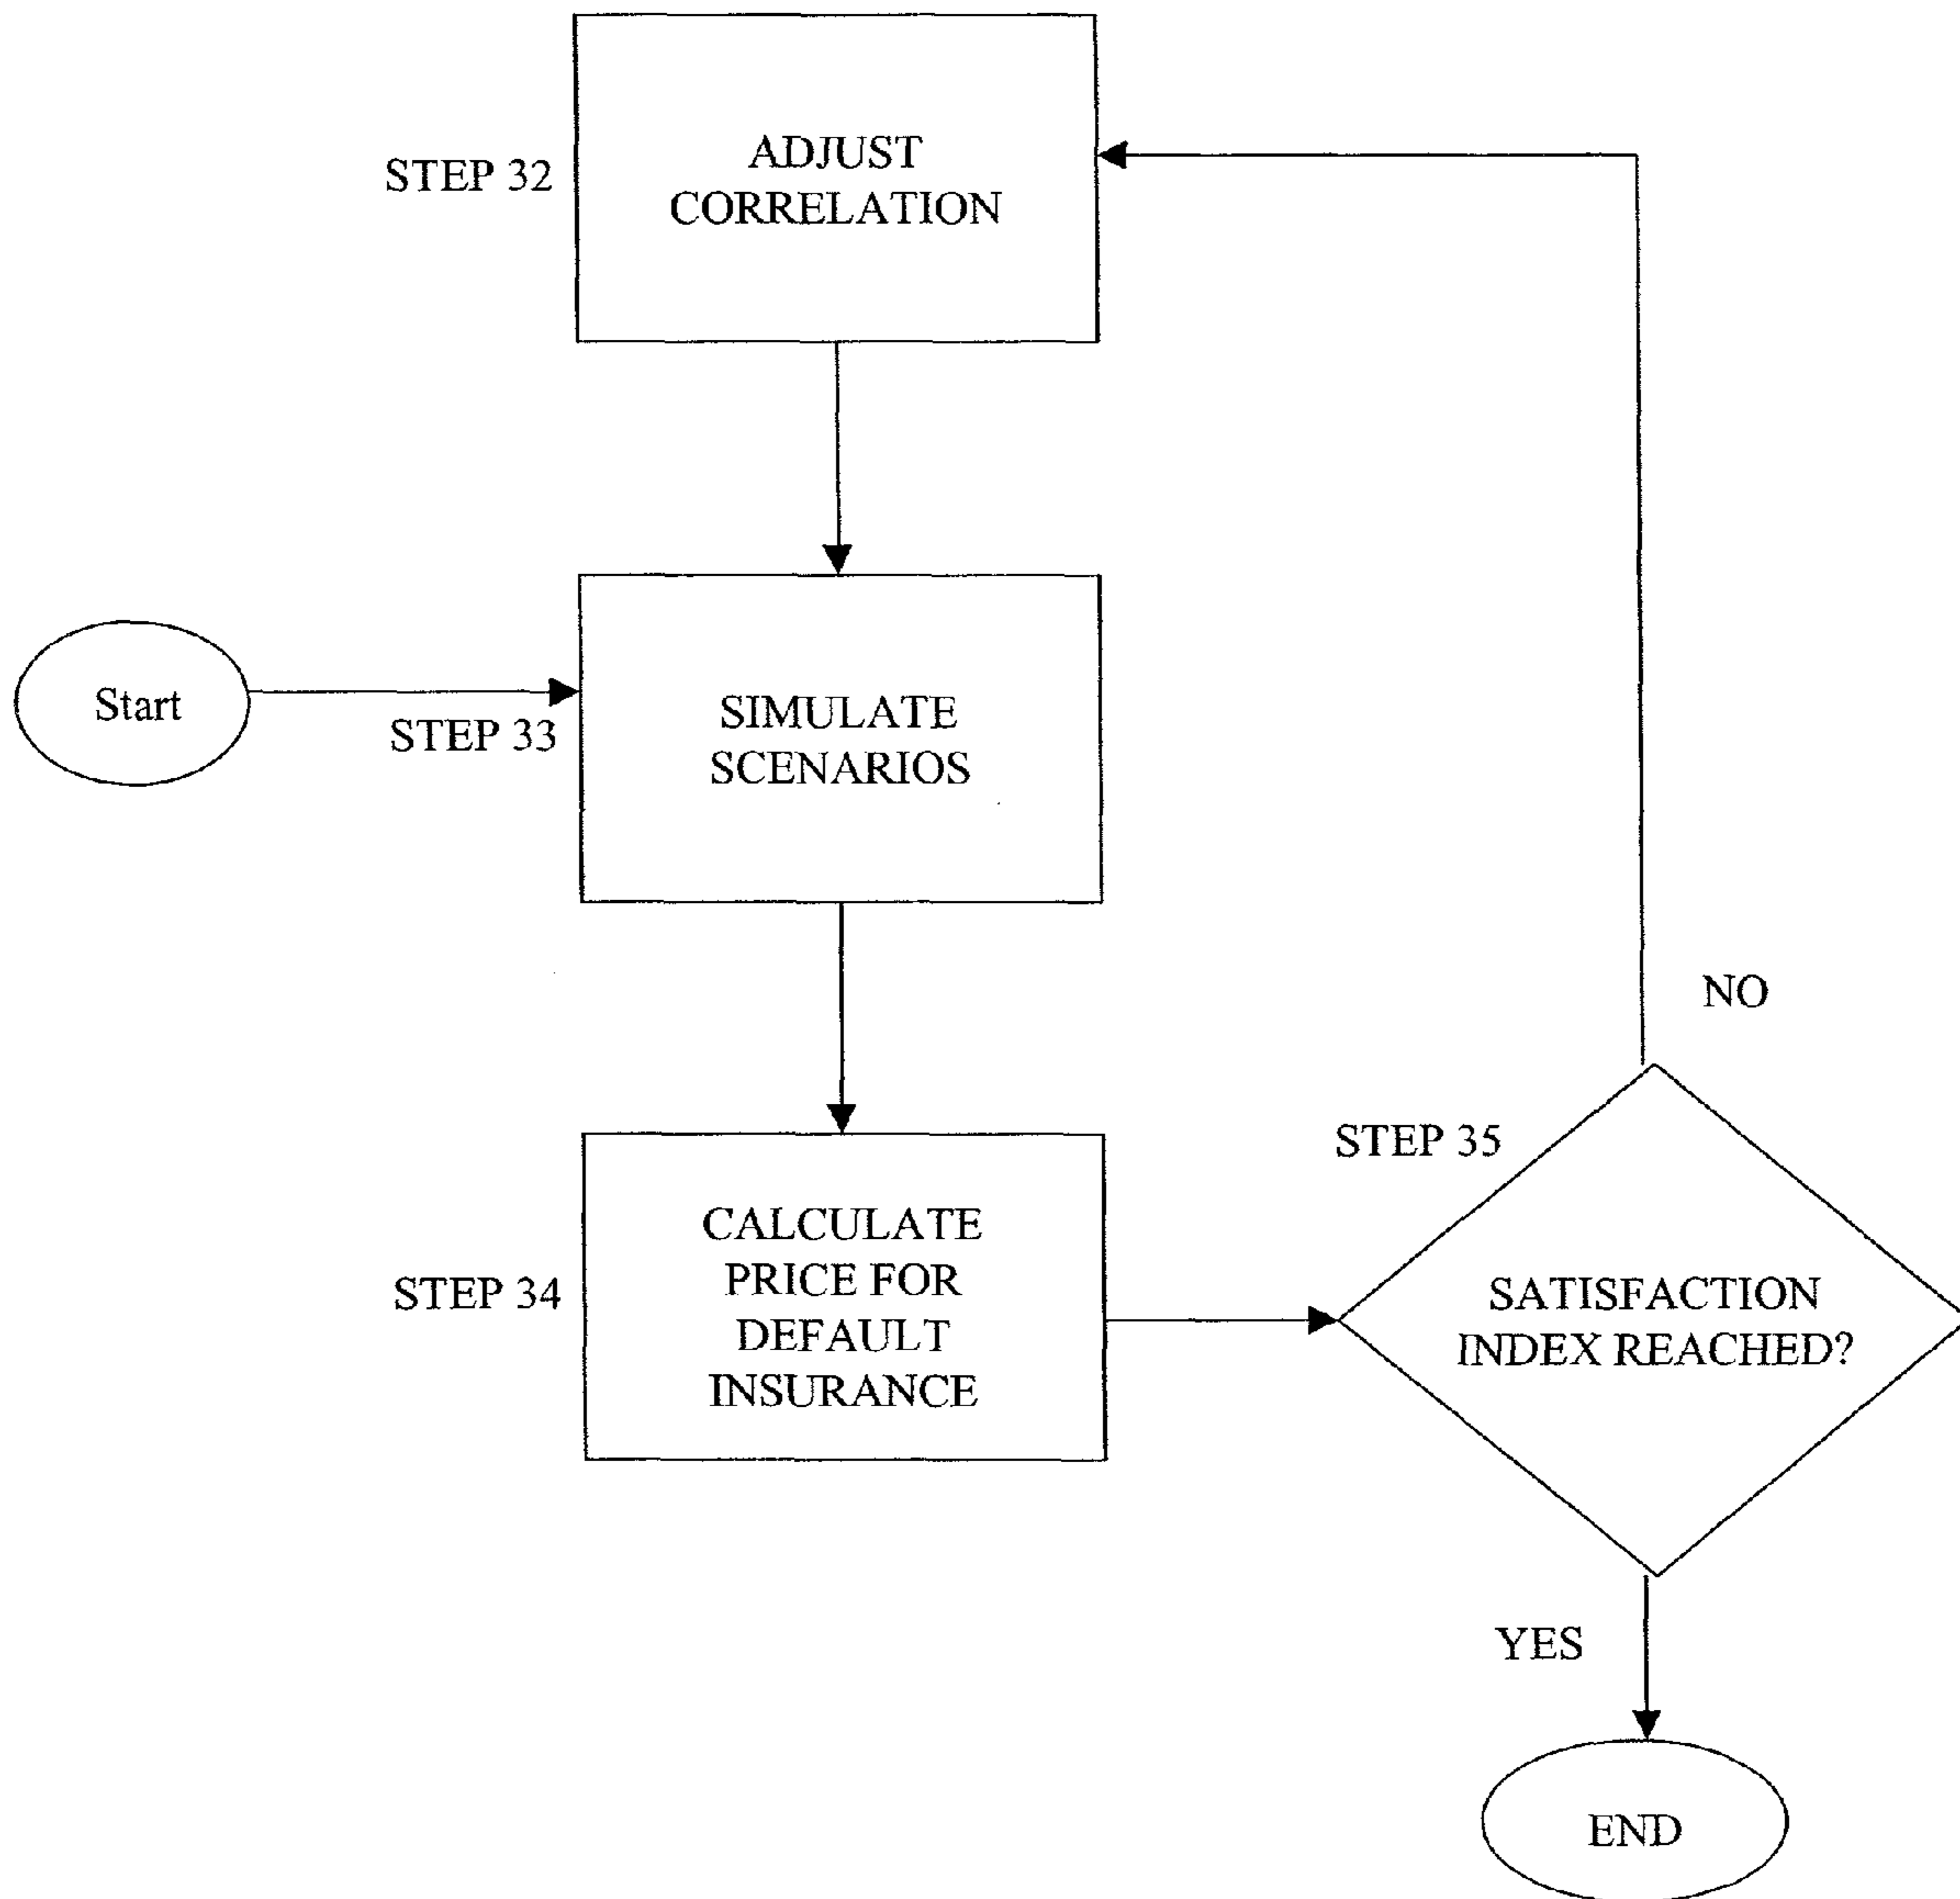 STEP 32
ADJUST
CORRELATION
Start
STEP 33
SIMULATE
SCENARIOS
NO
STEP 35
STEP 34
CALCULATE
PRICE FOR
DEFAULT
INSURANCE
SATISFACTION
INDEX REACHED?
YES
END